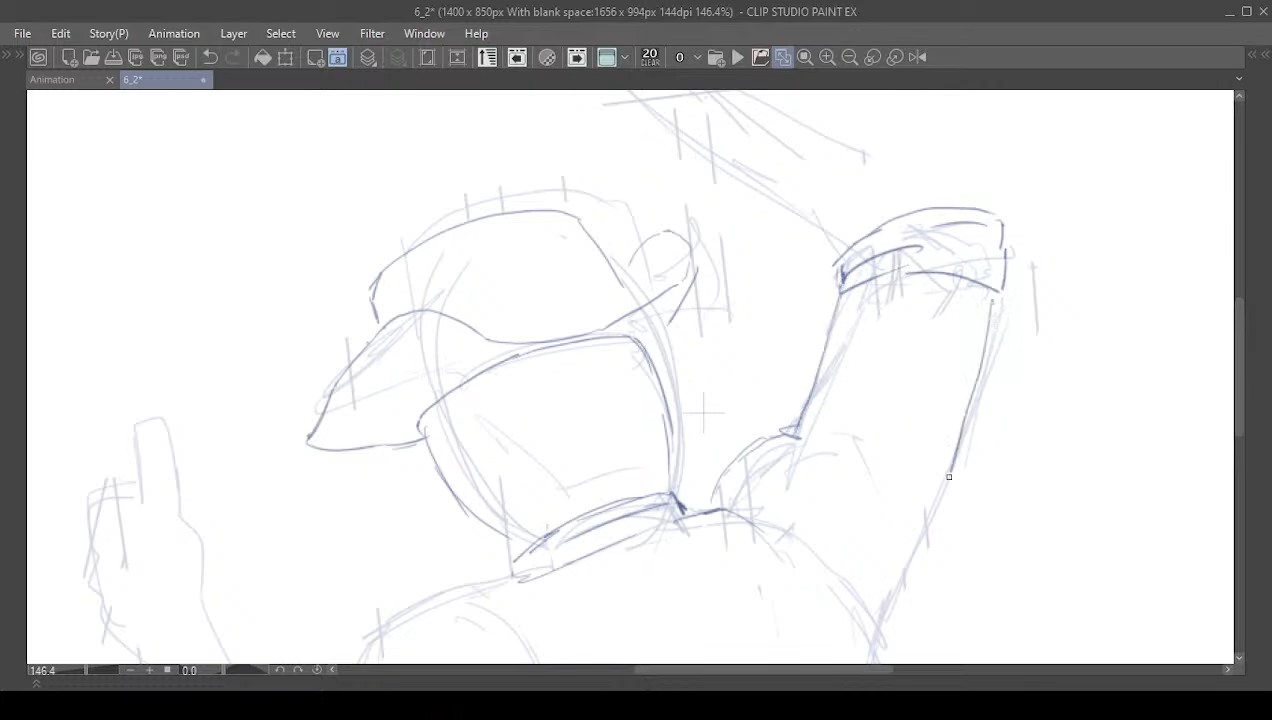 6_2* (1400 x 850px With blank space:1656 x 994px 144dpi 146.4%) - CLIP STUDIO PAINT EX
File Edit Story(P) Animation Layer Select View Filter Window Help
20 CLEAR 0
Animation 6_2*
146.4 0.0